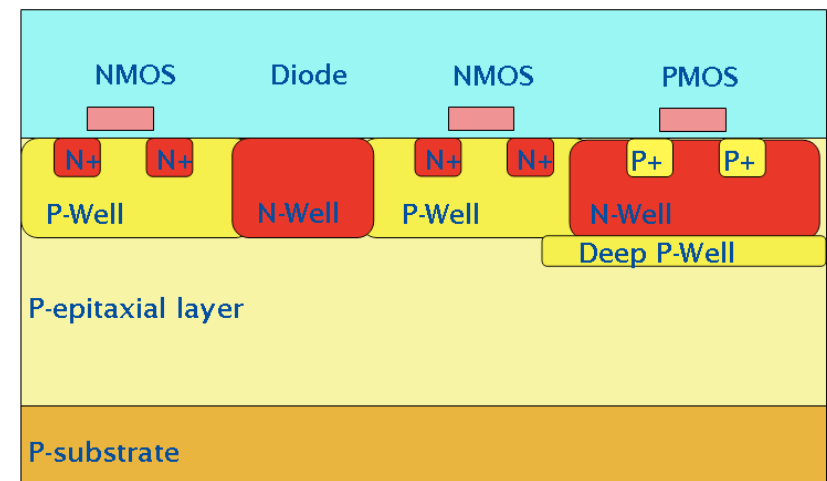 NMOS Diode NMOS PMOS
N+ N+ N+ N+ P+ P+
P-Well N-Well P-Well N-Well
Deep P-Well
P-epitaxial layer
P-substrate